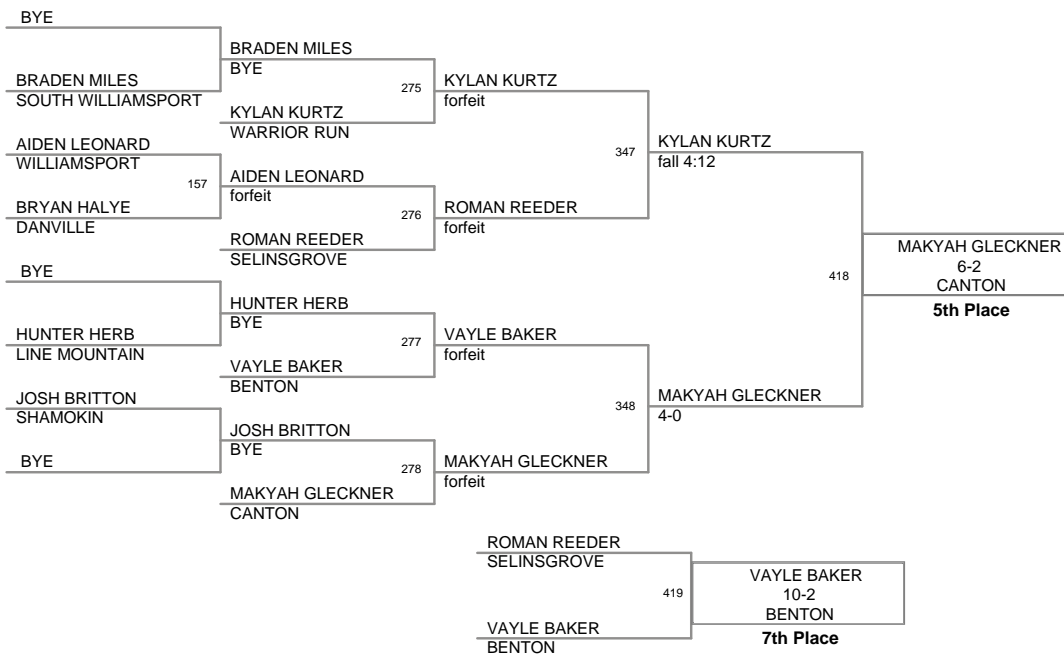 BYE
BRADEN MILES
BRADEN MILES
BYE
SOUTH WILLIAMSPORT
275
KYLAN KURTZ
forfeit
KYLAN KURTZ
WARRIOR RUN
AIDEN LEONARD
WILLIAMSPORT
347
KYLAN KURTZ
fall 4:12
157
AIDEN LEONARD
forfeit
BRYAN HALYE
DANVILLE
276
ROMAN REEDER
forfeit
ROMAN REEDER
SELINSGROVE
418
MAKYAH GLECKNER
6-2
CANTON
5th Place
BYE
HUNTER HERB
BYE
HUNTER HERB
LINE MOUNTAIN
277
VAYLE BAKER
forfeit
VAYLE BAKER
BENTON
JOSH BRITTON
SHAMOKIN
348
MAKYAH GLECKNER
4-0
JOSH BRITTON
BYE
BYE
278
MAKYAH GLECKNER
forfeit
MAKYAH GLECKNER
CANTON
ROMAN REEDER
SELINSGROVE
419
VAYLE BAKER
10-2
BENTON
7th Place
VAYLE BAKER
BENTON